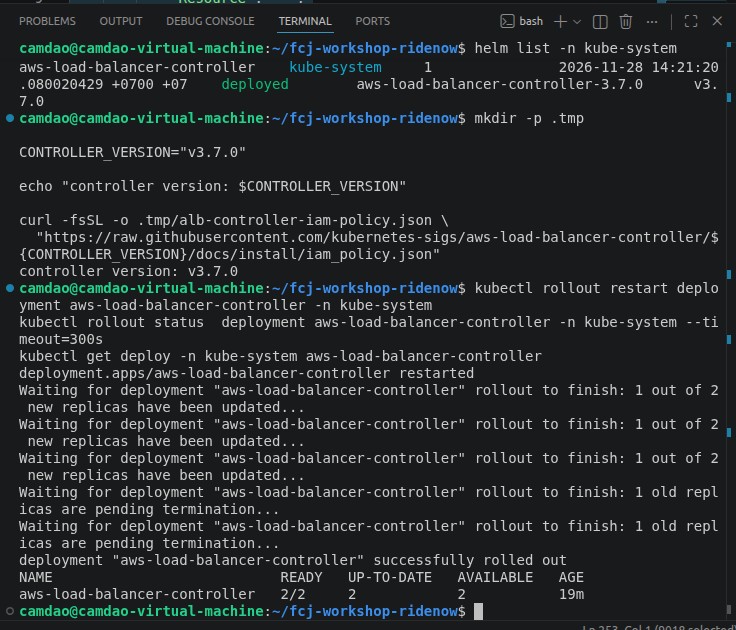 Resource
PROBLEMS OUTPUT DEBUG CONSOLE TERMINAL PORTS bash
camdao@camdao-virtual-machine:~/fcj-workshop-ridenow$ helm list -n kube-system
aws-load-balancer-controller kube-system 1 2026-11-28 14:21:20
.080020429 +0700 +07 deployed aws-load-balancer-controller-3.7.0 v3.
7.0
camdao@camdao-virtual-machine:~/fcj-workshop-ridenow$ mkdir -p .tmp
CONTROLLER_VERSION="v3.7.0"
echo "controller version: $CONTROLLER_VERSION"
curl -fsSL -o .tmp/alb-controller-iam-policy.json \
"https://raw.githubusercontent.com/kubernetes-sigs/aws-load-balancer-controller/$
{CONTROLLER_VERSION}/docs/install/iam_policy.json"
controller version: v3.7.0
camdao@camdao-virtual-machine:~/fcj-workshop-ridenow$ kubectl rollout restart deplo
yment aws-load-balancer-controller -n kube-system
kubectl rollout status  deployment aws-load-balancer-controller -n kube-system --ti
meout=300s
kubectl get deploy -n kube-system aws-load-balancer-controller
deployment.apps/aws-load-balancer-controller restarted
Waiting for deployment "aws-load-balancer-controller" rollout to finish: 1 out of 2
new replicas have been updated...
Waiting for deployment "aws-load-balancer-controller" rollout to finish: 1 out of 2
new replicas have been updated...
Waiting for deployment "aws-load-balancer-controller" rollout to finish: 1 out of 2
new replicas have been updated...
Waiting for deployment "aws-load-balancer-controller" rollout to finish: 1 old repl
icas are pending termination...
Waiting for deployment "aws-load-balancer-controller" rollout to finish: 1 old repl
icas are pending termination...
deployment "aws-load-balancer-controller" successfully rolled out
NAME READY UP-TO-DATE AVAILABLE AGE
aws-load-balancer-controller 2/2 2 2 19m
camdao@camdao-virtual-machine:~/fcj-workshop-ridenow$
Ln 253, Col 1 (9018 selected)